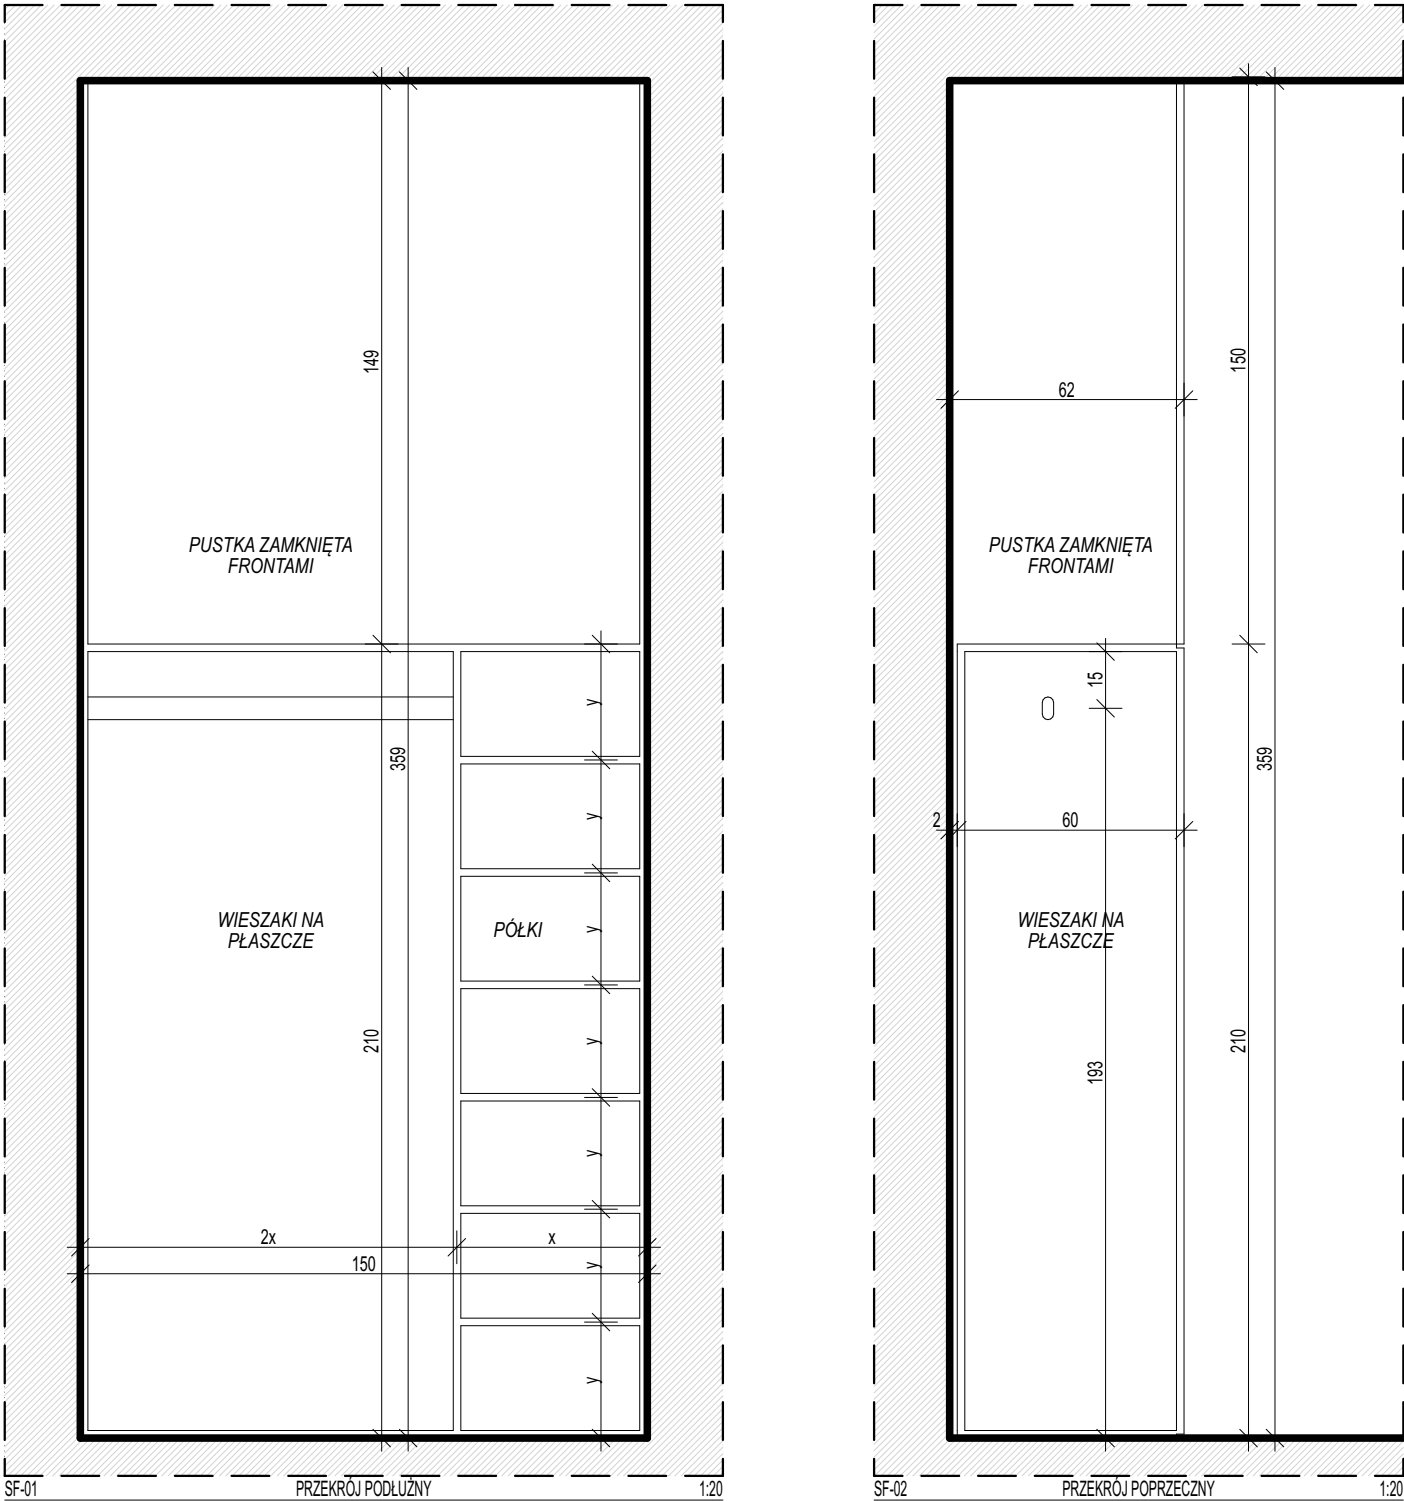 149
PUSTKA ZAMKNIĘTA
FRONTAMI
y
359
y
WIESZAKI NA
PŁASZCZE
PÓŁKI
y
210
y
y
2x
x
150
y
y
SF-01
PRZEKRÓJ PODŁUŻNY
1:20
150
62
PUSTKA ZAMKNIĘTA
FRONTAMI
15
359
2
60
WIESZAKI NA
PŁASZCZE
210
193
SF-02
PRZEKRÓJ POPRZECZNY
1:20